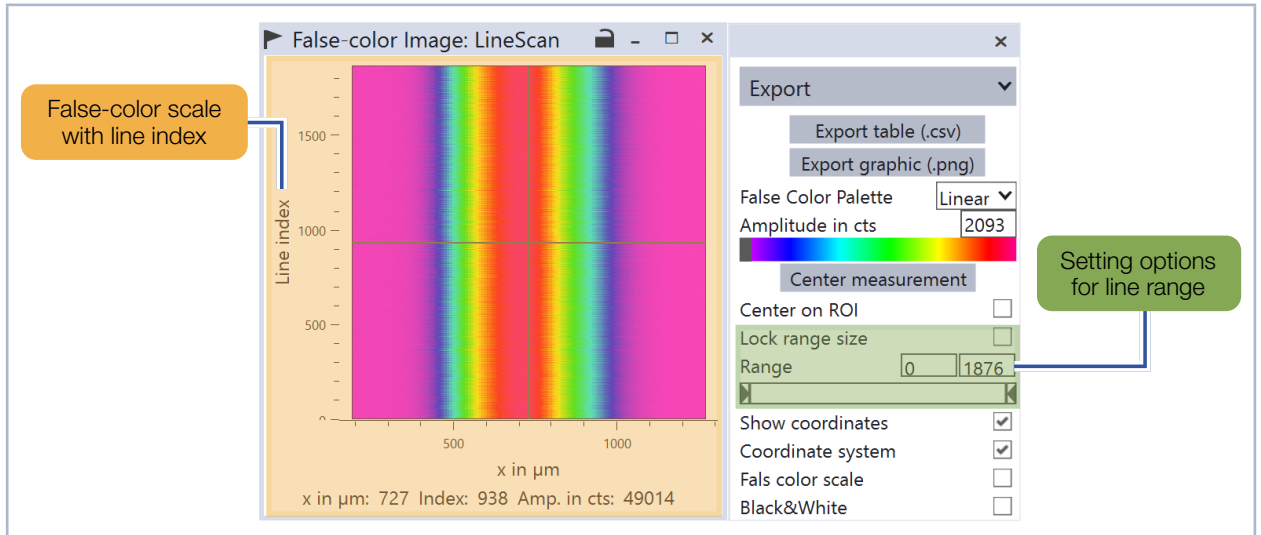 False-color Image: LineScan
False-color scale
with line index
1500
1000
500
0
Line index
500
1000
x in µm
x in µm: 727 Index: 938 Amp. in cts: 49014
Export
Export table (.csv)
Export graphic (.png)
False Color Palette Linear
Amplitude in cts 2093
Center measurement
Center on ROI
Lock range size
Range 0 1876
Show coordinates
Coordinate system
Fals color scale
Black&White
Setting options
for line range